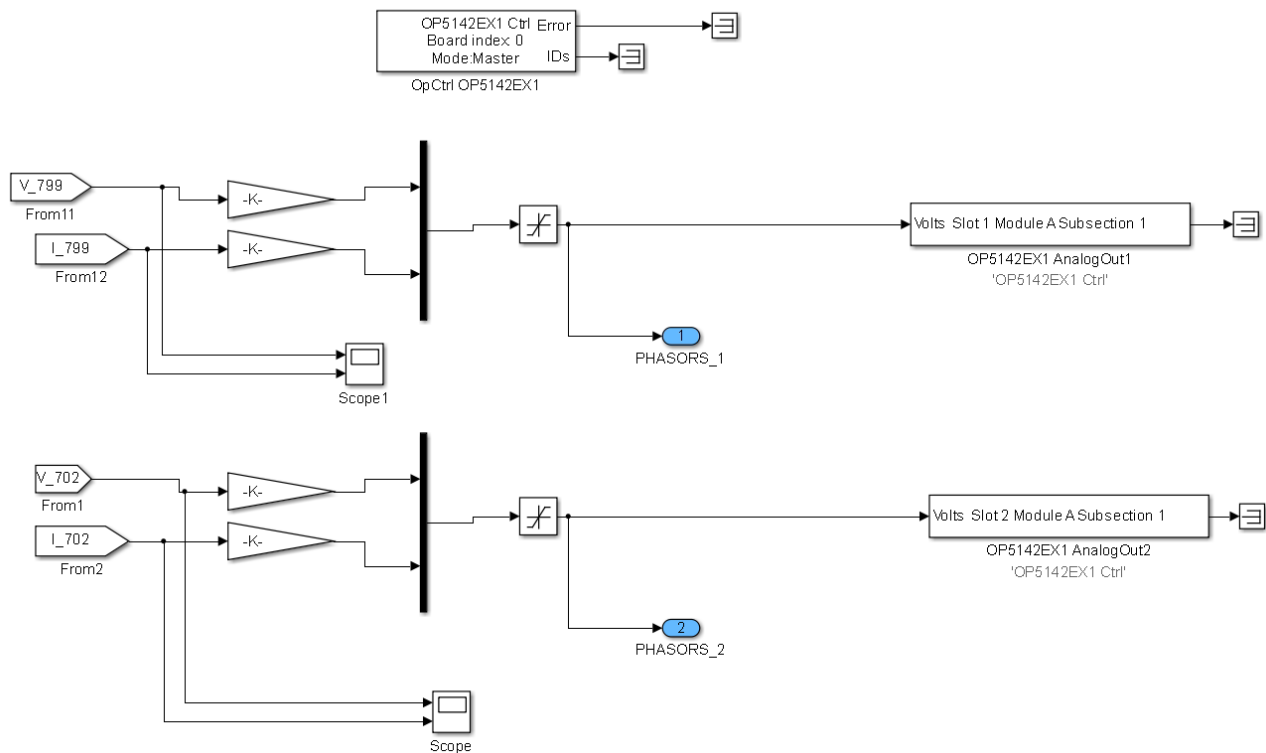 OP5142EX1 Ctrl Error
Board index: 0
Mode:Master IDs
OpCtrl OP5142EX1
V_799
From11
-K-
I_799
From12
-K-
Volts Slot 1 Module A Subsection 1
OP5142EX1 AnalogOut1
'OP5142EX1 Ctrl'
1
PHASORS_1
Scope1
V_702
From1
-K-
I_702
From2
-K-
Volts Slot 2 Module A Subsection 1
OP5142EX1 AnalogOut2
'OP5142EX1 Ctrl'
2
PHASORS_2
Scope